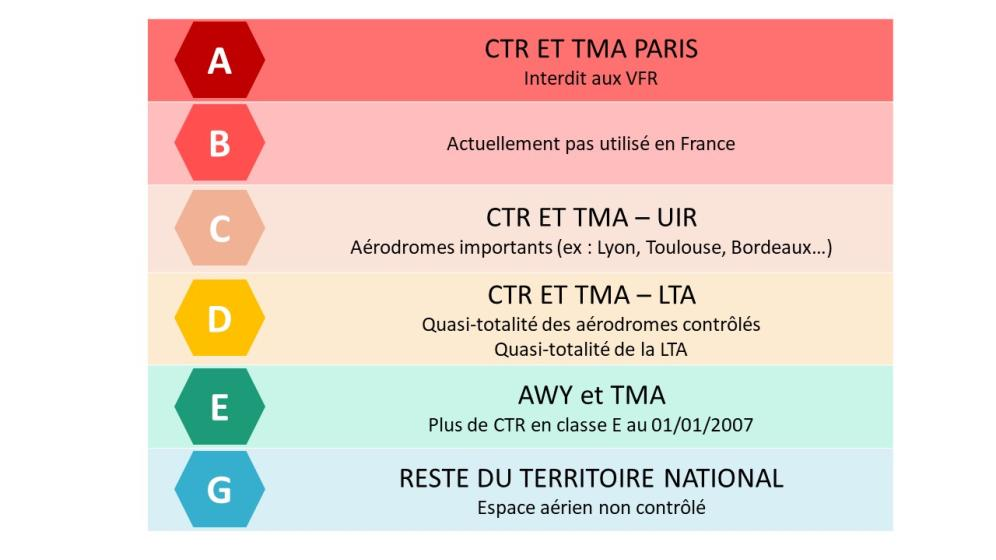 A
CTR ET TMA PARIS
Interdit aux VFR
B
Actuellement pas utilisé en France
C
CTR ET TMA – UIR
Aérodromes importants (ex : Lyon, Toulouse, Bordeaux…)
D
CTR ET TMA – LTA
Quasi-totalité des aérodromes contrôlés
Quasi-totalité de la LTA
E
AWY et TMA
Plus de CTR en classe E au 01/01/2007
G
RESTE DU TERRITOIRE NATIONAL
Espace aérien non contrôlé